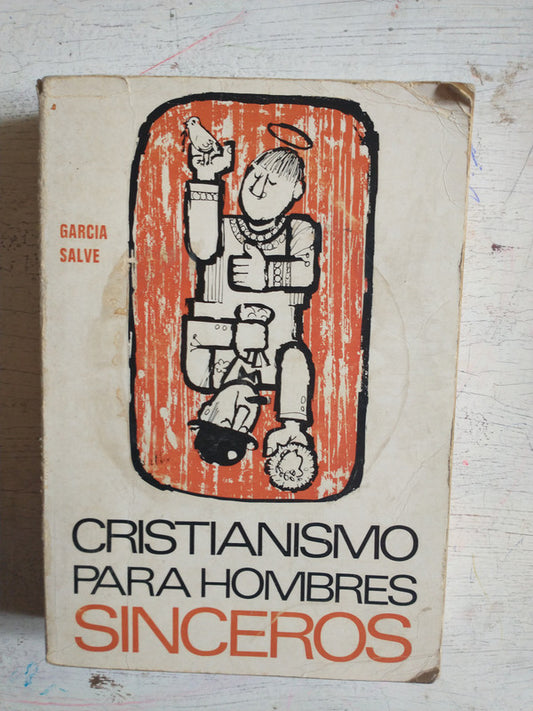 GARCIA
SALVE
CRISTIANISMO
PARA HOMBRES
SINCEROS